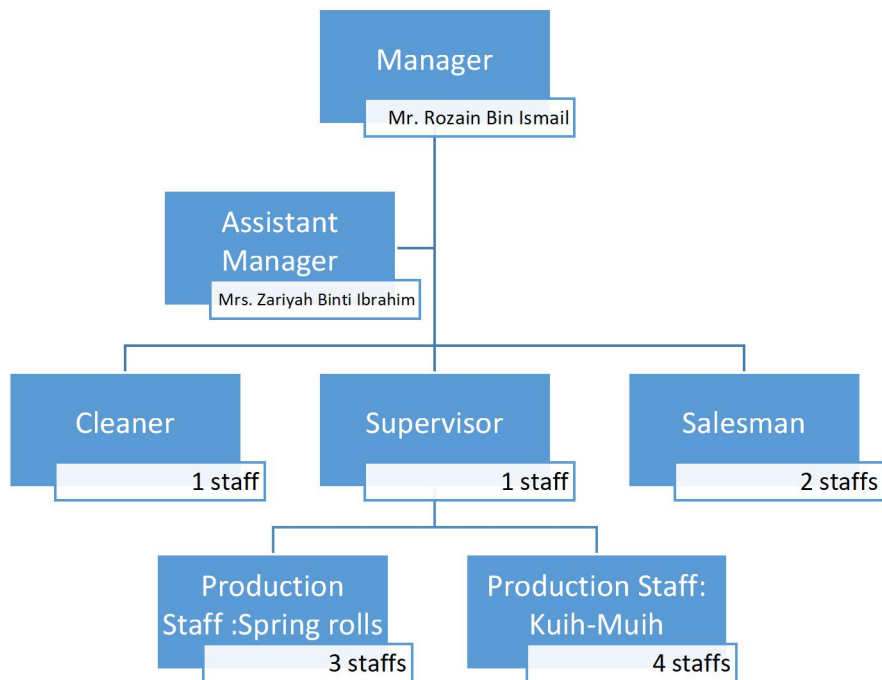 Manager
Mr. Rozain Bin Ismail
Assistant
Manager
Mrs. Zariyah Binti Ibrahim
Cleaner
1 staff
Supervisor
1 staff
Salesman
2 staffs
Production
Staff :Spring rolls
3 staffs
Production Staff:
Kuih-Muih
4 staffs